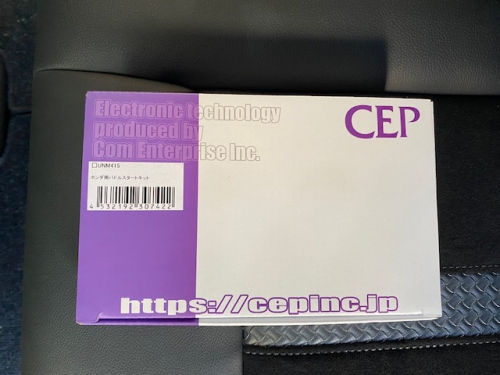 Electronic technology
produced by
Com Enterprise Inc.
CEP
□UNM415
ホンダ用パドルスタートキット
4 532192 307422
https://cepinc.jp